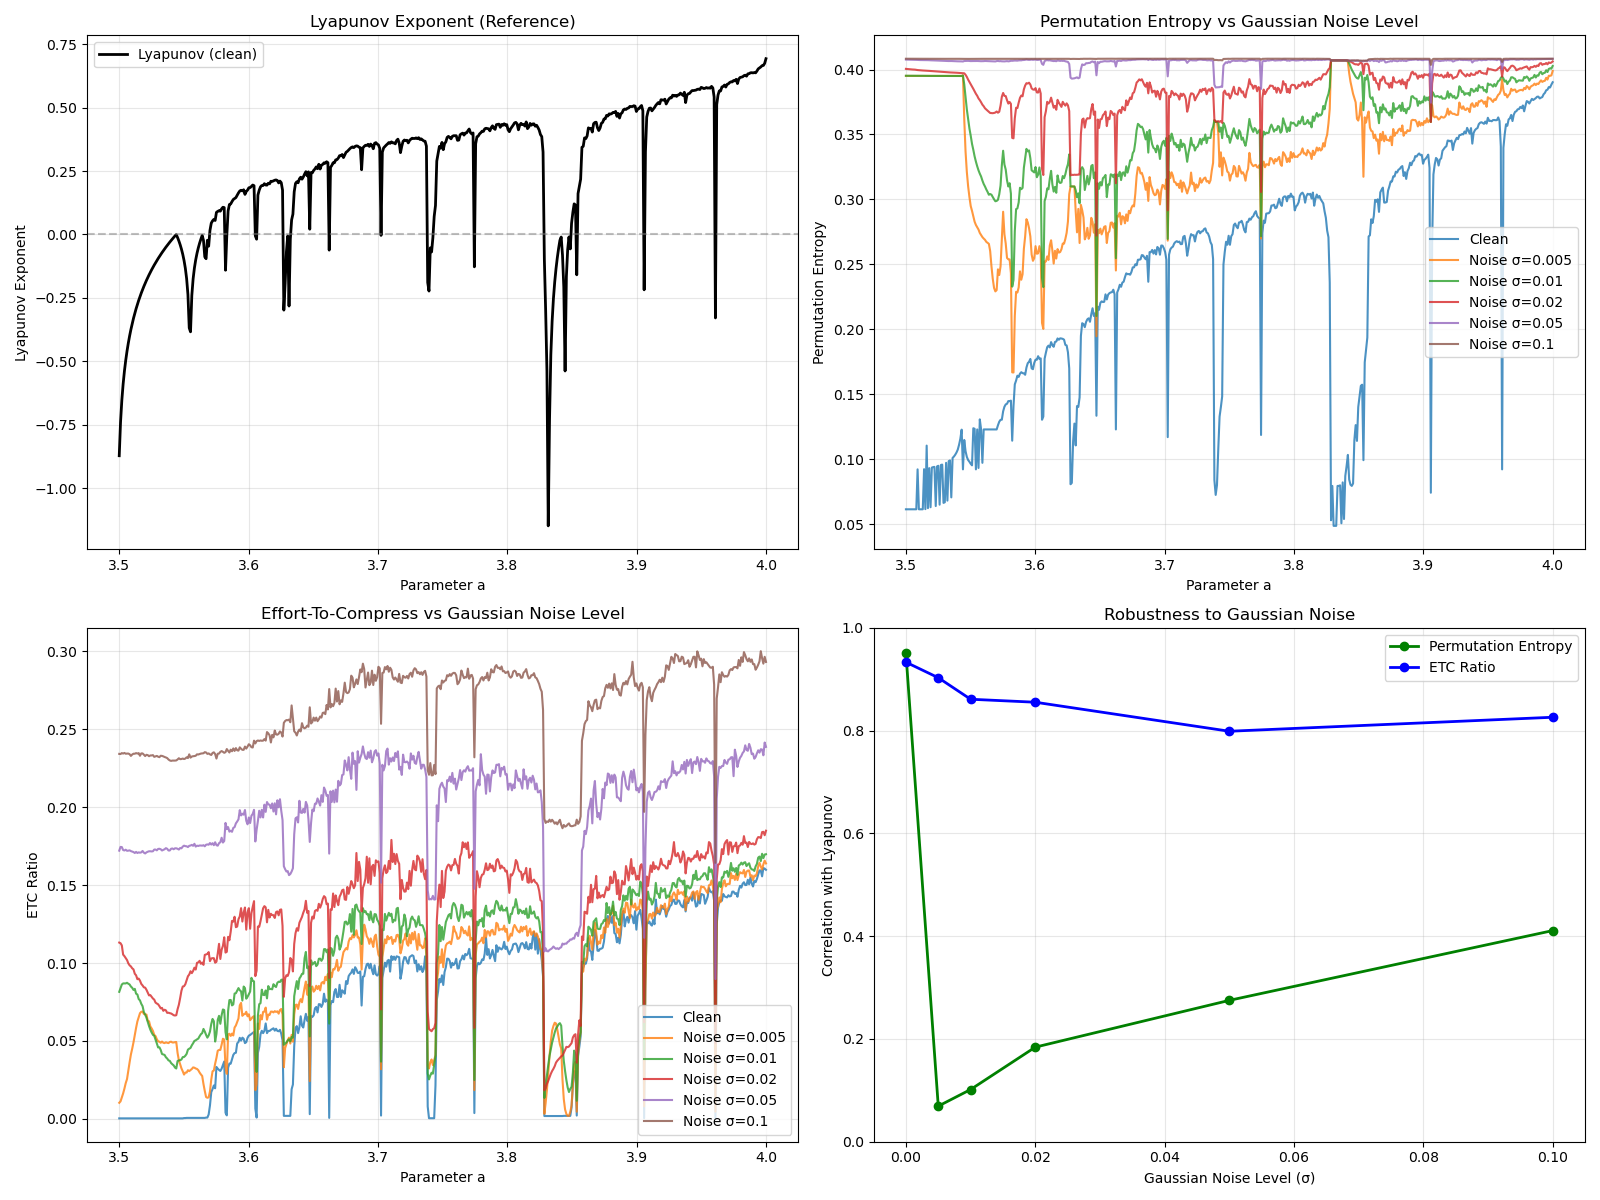 Lyapunov Exponent (Reference)
Lyapunov Exponent
0.75
0.50
0.25
0.00
−0.25
−0.50
−0.75
−1.00
Lyapunov (clean)
3.5 3.6 3.7 3.8 3.9 4.0
Parameter a
Permutation Entropy vs Gaussian Noise Level
Permutation Entropy
0.40
0.35
0.30
0.25
0.20
0.15
0.10
0.05
Clean
Noise σ=0.005
Noise σ=0.01
Noise σ=0.02
Noise σ=0.05
Noise σ=0.1
3.5 3.6 3.7 3.8 3.9 4.0
Parameter a
Effort-To-Compress vs Gaussian Noise Level
ETC Ratio
0.30
0.25
0.20
0.15
0.10
0.05
0.00
Clean
Noise σ=0.005
Noise σ=0.01
Noise σ=0.02
Noise σ=0.05
Noise σ=0.1
3.5 3.6 3.7 3.8 3.9 4.0
Parameter a
Robustness to Gaussian Noise
Correlation with Lyapunov
1.0
0.8
0.6
0.4
0.2
0.0
Permutation Entropy
ETC Ratio
0.00 0.02 0.04 0.06 0.08 0.10
Gaussian Noise Level (σ)